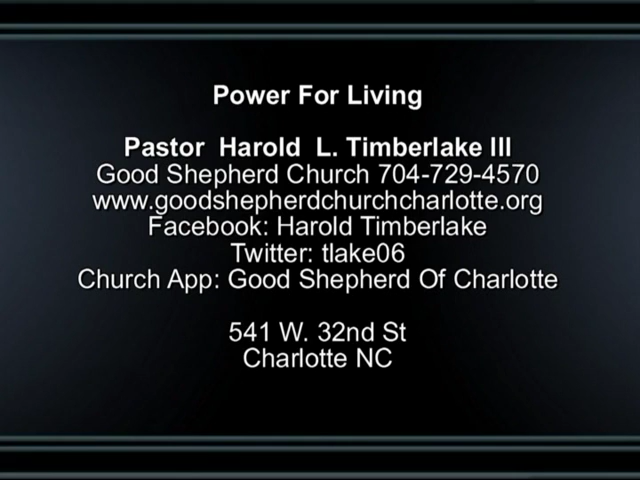 Power For Living
Pastor Harold L. Timberlake III
Good Shepherd Church 704-729-4570
www.goodshepherdchurchcharlotte.org
Facebook: Harold Timberlake
Twitter: tlake06
Church App: Good Shepherd Of Charlotte
541 W. 32nd St
Charlotte NC